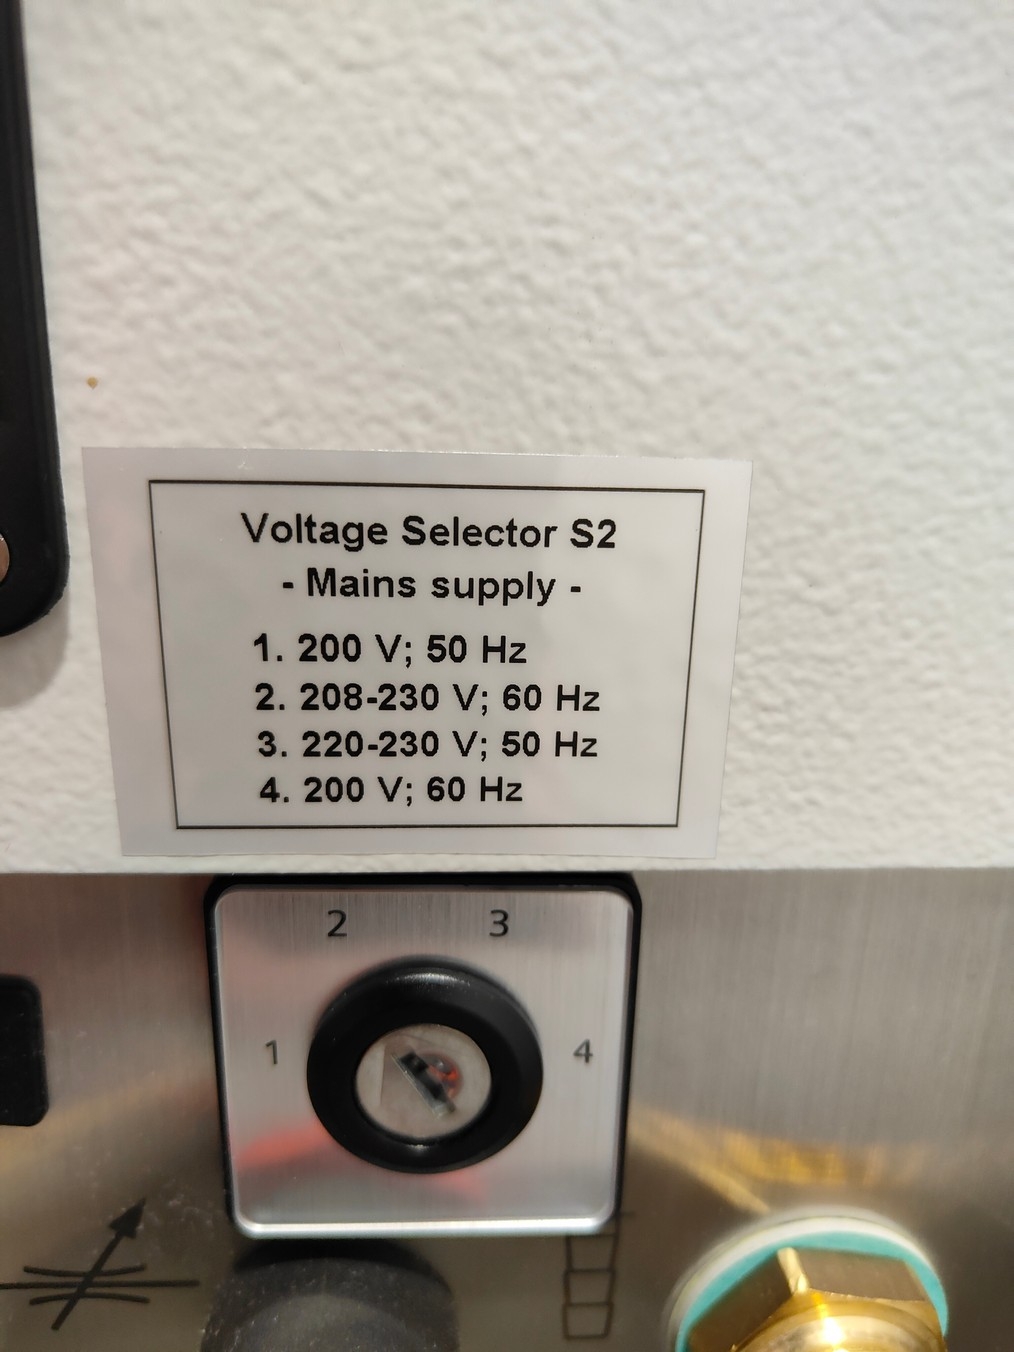 Voltage Selector S2
- Mains supply -
1. 200 V; 50 Hz
2. 208-230 V; 60 Hz
3. 220-230 V; 50 Hz
4. 200 V; 60 Hz
2 3
1 4